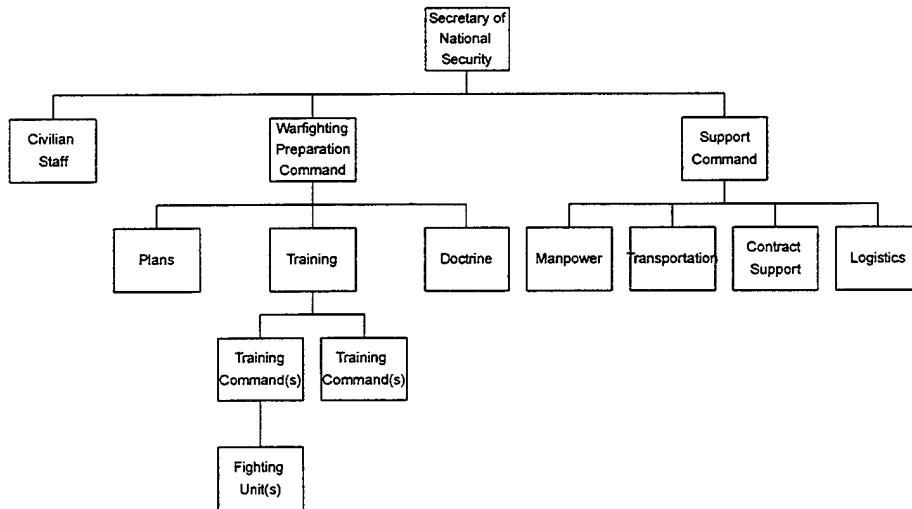 Secretary of
National
Security
Civilian
Staff
Warfighting
Preparation
Command
Support
Command
Plans
Training
Doctrine
Manpower
Transportation
Contract
Support
Logistics
Training
Command(s)
Training
Command(s)
Fighting
Unit(s)